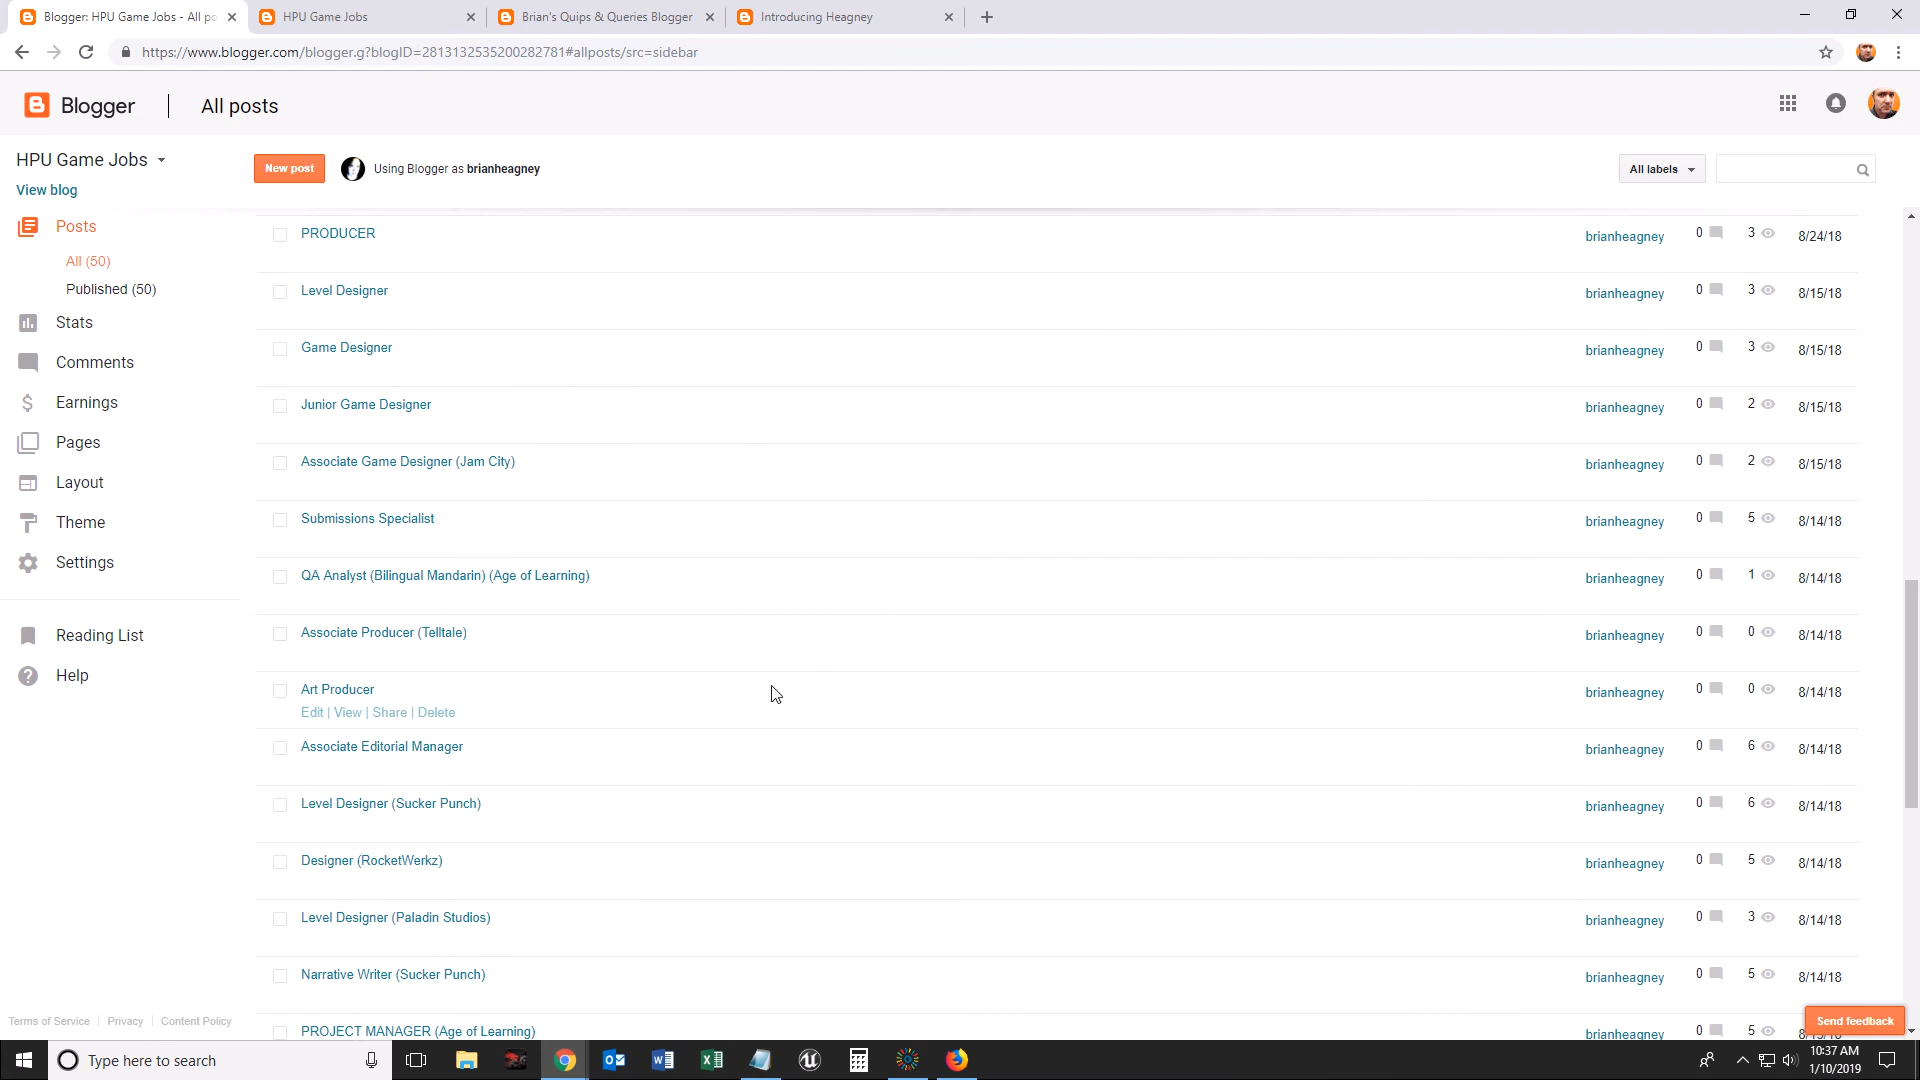 Blogger: HPU Game Jobs - All po
HPU Game Jobs
Brian's Quips & Queries Blogger
Introducing Heagney
https://www.blogger.com/blogger.g?blogID=2813132535200282781#allposts/src=sidebar
Blogger
All posts
HPU Game Jobs
New post
Using Blogger as brianheagney
All labels
View blog
Posts
All (50)
Published (50)
Stats
Comments
Earnings
Pages
Layout
Theme
Settings
Reading List
Help
PRODUCER brianheagney 0 3 8/24/18
Level Designer brianheagney 0 3 8/15/18
Game Designer brianheagney 0 3 8/15/18
Junior Game Designer brianheagney 0 2 8/15/18
Associate Game Designer (Jam City) brianheagney 0 2 8/15/18
Submissions Specialist brianheagney 0 5 8/14/18
QA Analyst (Bilingual Mandarin) (Age of Learning) brianheagney 0 1 8/14/18
Associate Producer (Telltale) brianheagney 0 0 8/14/18
Art Producer brianheagney 0 0 8/14/18
Edit | View | Share | Delete
Associate Editorial Manager brianheagney 0 6 8/14/18
Level Designer (Sucker Punch) brianheagney 0 6 8/14/18
Designer (RocketWerkz) brianheagney 0 5 8/14/18
Level Designer (Paladin Studios) brianheagney 0 3 8/14/18
Narrative Writer (Sucker Punch) brianheagney 0 5 8/14/18
PROJECT MANAGER (Age of Learning) brianheagney 0 5
Terms of Service
Privacy
Content Policy
Send feedback
Type here to search
10:37 AM
1/10/2019